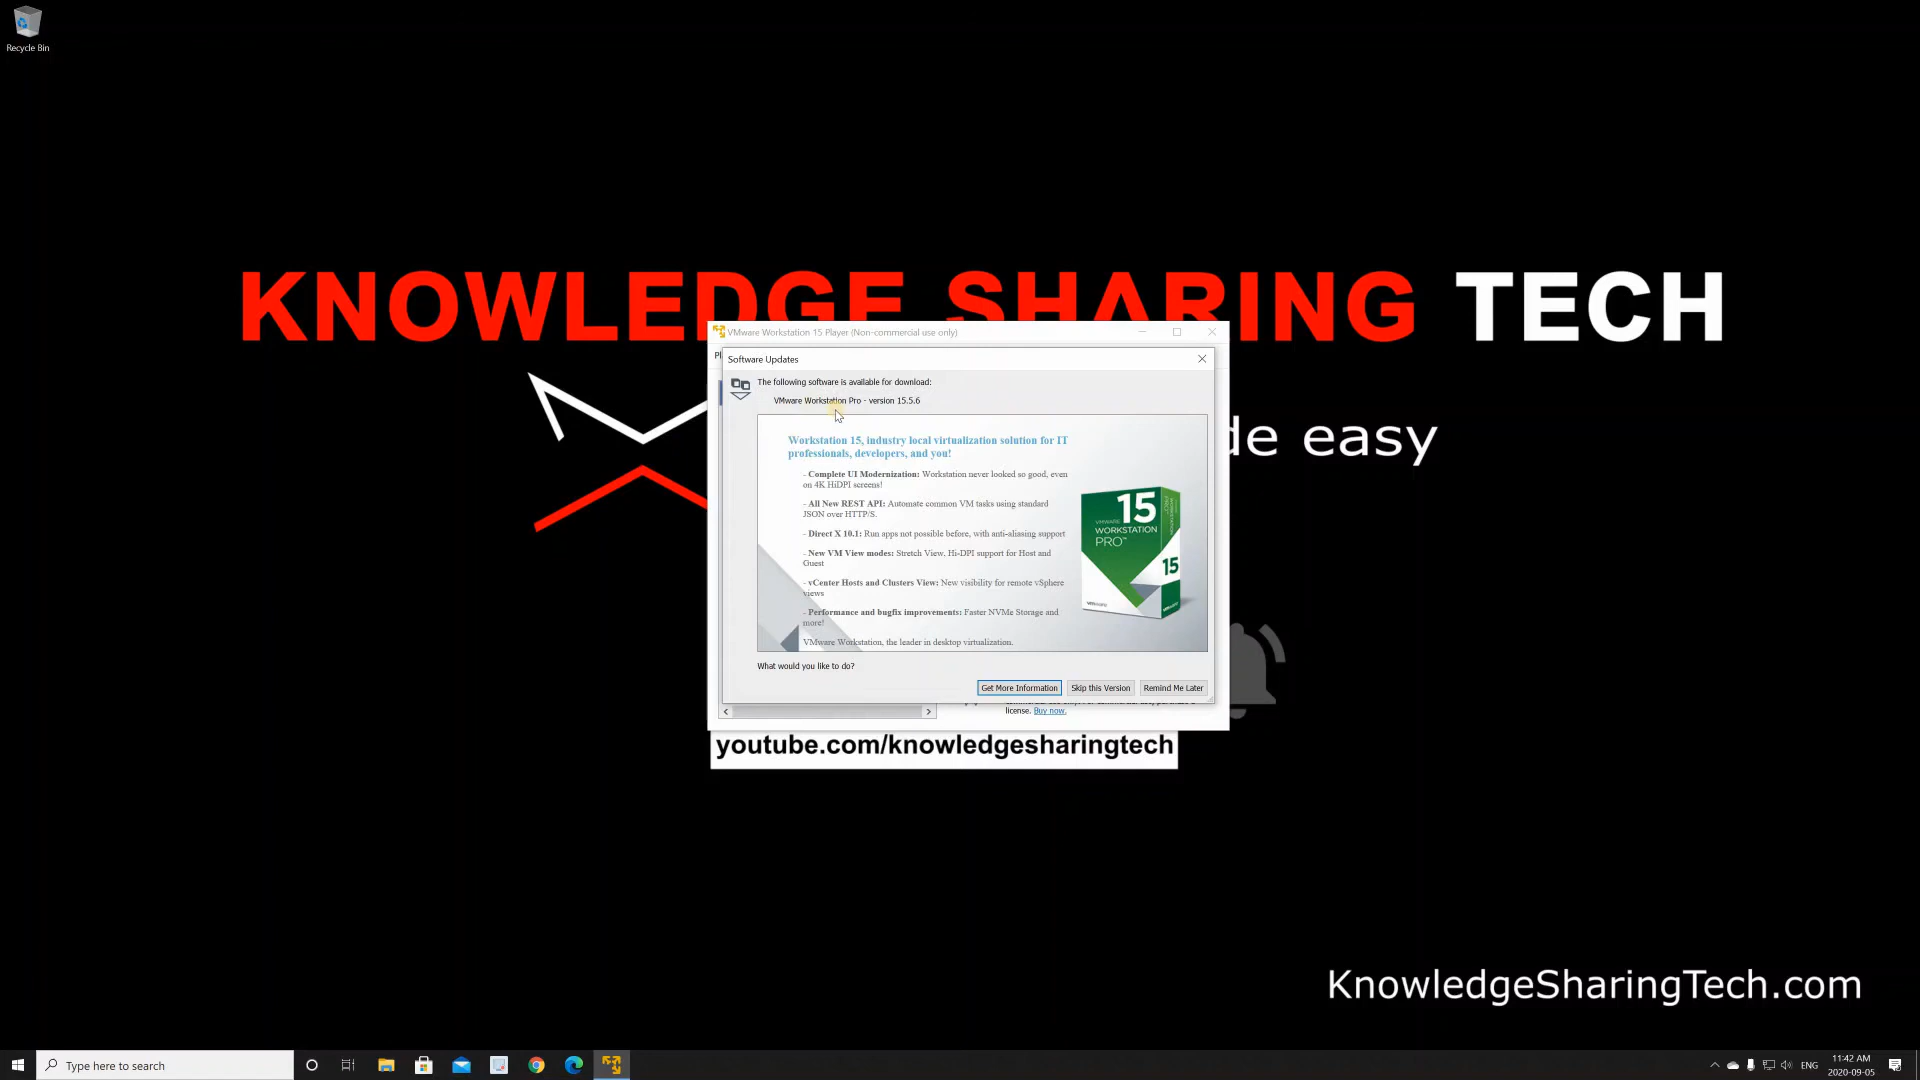 Recycle Bin
KNOWLEDGE SHARING TECH
VMware Workstation 15 Player (Non-commercial use only)
Pl
Software Updates
The following software is available for download:
VMware Workstation Pro - version 15.5.6
Workstation 15, industry local virtualization solution for IT
professionals, developers, and you!
- Complete UI Modernization: Workstation never looked so good, even
on 4K HiDPI screens!
- All New REST API: Automate common VM tasks using standard
JSON over HTTP/S.
- Direct X 10.1: Run apps not possible before, with anti-aliasing support
- New VM View modes: Stretch View, Hi-DPI support for Host and
Guest
- vCenter Hosts and Clusters View: New visibility for remote vSphere
views
- Performance and bugfix improvements: Faster NVMe Storage and
more!
VMware Workstation, the leader in desktop virtualization.
15
VMWARE
WORKSTATION
PRO™
15
vmware
de easy
What would you like to do?
Get More Information
Skip this Version
Remind Me Later
license. Buy now.
youtube.com/knowledgesharingtech
KnowledgeSharingTech.com
Type here to search
ENG
11:42 AM
2020-09-05